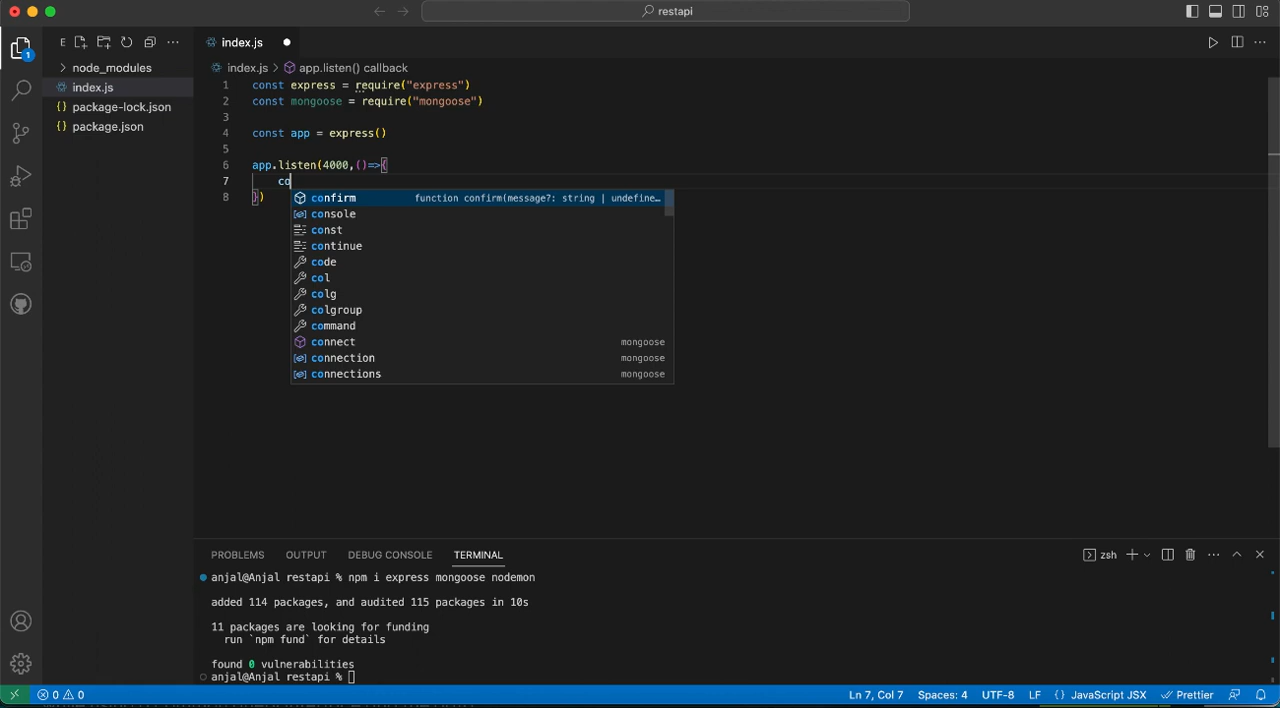 restapi
E
index.js
index.js > app.listen() callback
node_modules
index.js
package-lock.json
package.json
1
1 const express = require("express")
2 const mongoose = require("mongoose")
3
4 const app = express()
5
6 app.listen(4000,()=>{
7 co
8 })
confirm function confirm(message?: string | undefine…
console
const
continue
code
col
colg
colgroup
command
connect mongoose
connection mongoose
connections mongoose
PROBLEMS OUTPUT DEBUG CONSOLE TERMINAL
zsh
anjal@Anjal restapi % npm i express mongoose nodemon
added 114 packages, and audited 115 packages in 10s
11 packages are looking for funding
run `npm fund` for details
found 0 vulnerabilities
anjal@Anjal restapi %
0 0
Ln 7, Col 7 Spaces: 4 UTF-8 LF {} JavaScript JSX Prettier